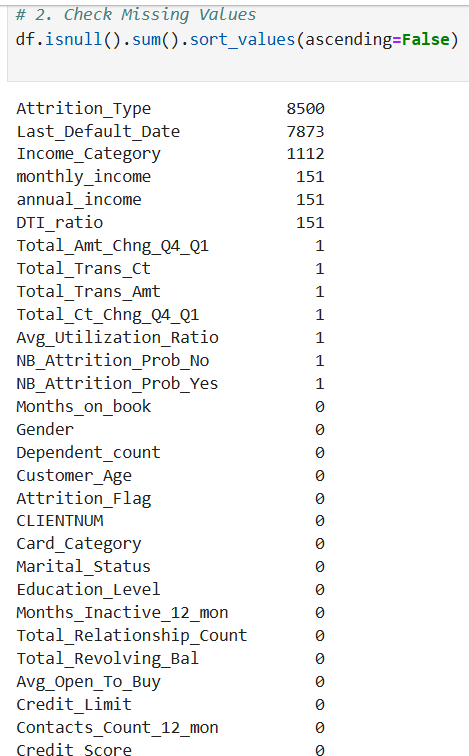 # 2. Check Missing Values
df.isnull().sum().sort_values(ascending=False)
Attrition_Type 8500
Last_Default_Date 7873
Income_Category 1112
monthly_income 151
annual_income 151
DTI_ratio 151
Total_Amt_Chng_Q4_Q1 1
Total_Trans_Ct 1
Total_Trans_Amt 1
Total_Ct_Chng_Q4_Q1 1
Avg_Utilization_Ratio 1
NB_Attrition_Prob_No 1
NB_Attrition_Prob_Yes 1
Months_on_book 0
Gender 0
Dependent_count 0
Customer_Age 0
Attrition_Flag 0
CLIENTNUM 0
Card_Category 0
Marital_Status 0
Education_Level 0
Months_Inactive_12_mon 0
Total_Relationship_Count 0
Total_Revolving_Bal 0
Avg_Open_To_Buy 0
Credit_Limit 0
Contacts_Count_12_mon 0
Credit_Score 0